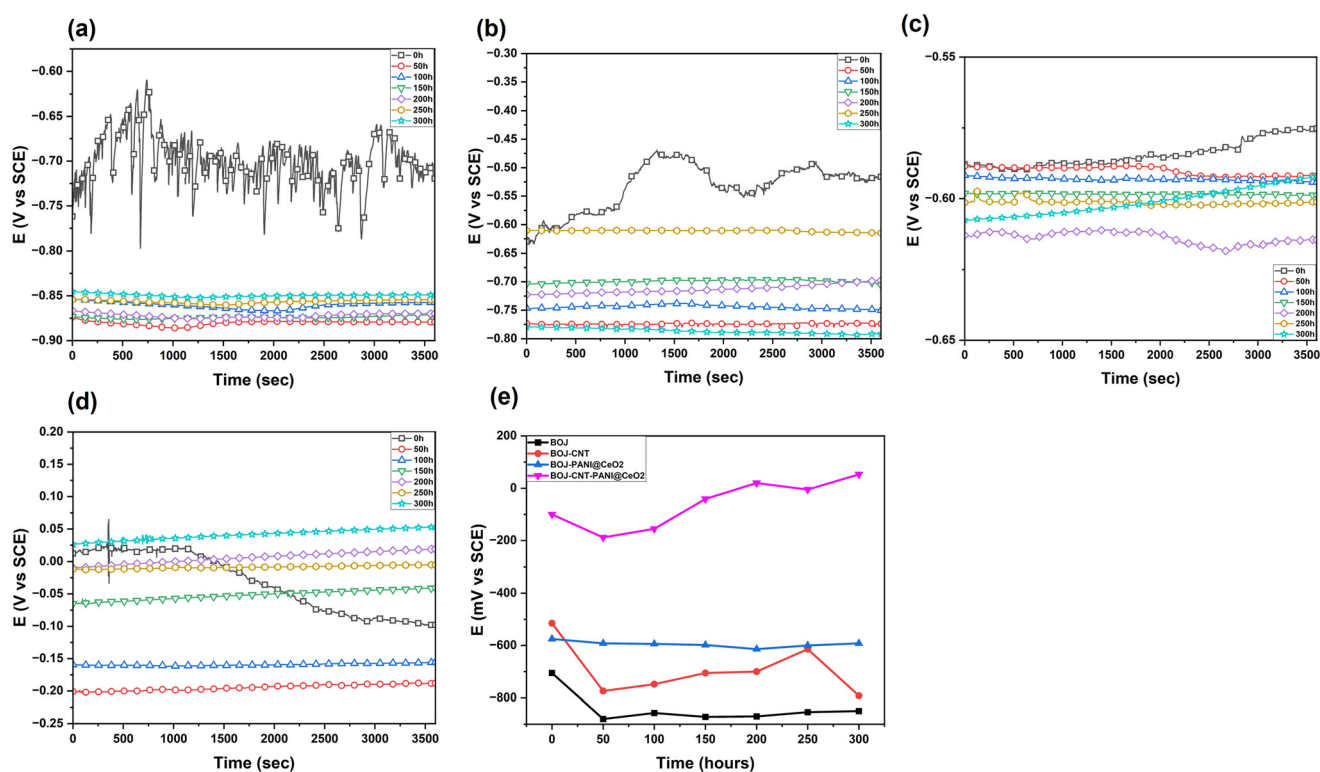 (a)
E (V vs SCE)
−0.60
−0.65
−0.70
−0.75
−0.80
−0.85
−0.90
0 500 1000 1500 2000 2500 3000 3500
Time (sec)
0h
50h
100h
150h
200h
250h
300h
(b)
E (V vs SCE)
−0.30
−0.35
−0.40
−0.45
−0.50
−0.55
−0.60
−0.65
−0.70
−0.75
−0.80
0 500 1000 1500 2000 2500 3000 3500
Time (sec)
0h
50h
100h
150h
200h
250h
300h
(c)
E (V vs SCE)
−0.55
−0.60
−0.65
0 500 1000 1500 2000 2500 3000 3500
Time (sec)
0h
50h
100h
150h
200h
250h
300h
(d)
E (V vs SCE)
0.20
0.15
0.10
0.05
0.00
−0.05
−0.10
−0.15
−0.20
−0.25
0 500 1000 1500 2000 2500 3000 3500
Time (sec)
0h
50h
100h
150h
200h
250h
300h
(e)
E (mV vs SCE)
200
0
−200
−400
−600
−800
0 50 100 150 200 250 300
Time (hours)
BOJ
BOJ-CNT
BOJ-PANI@CeO2
BOJ-CNT-PANI@CeO2